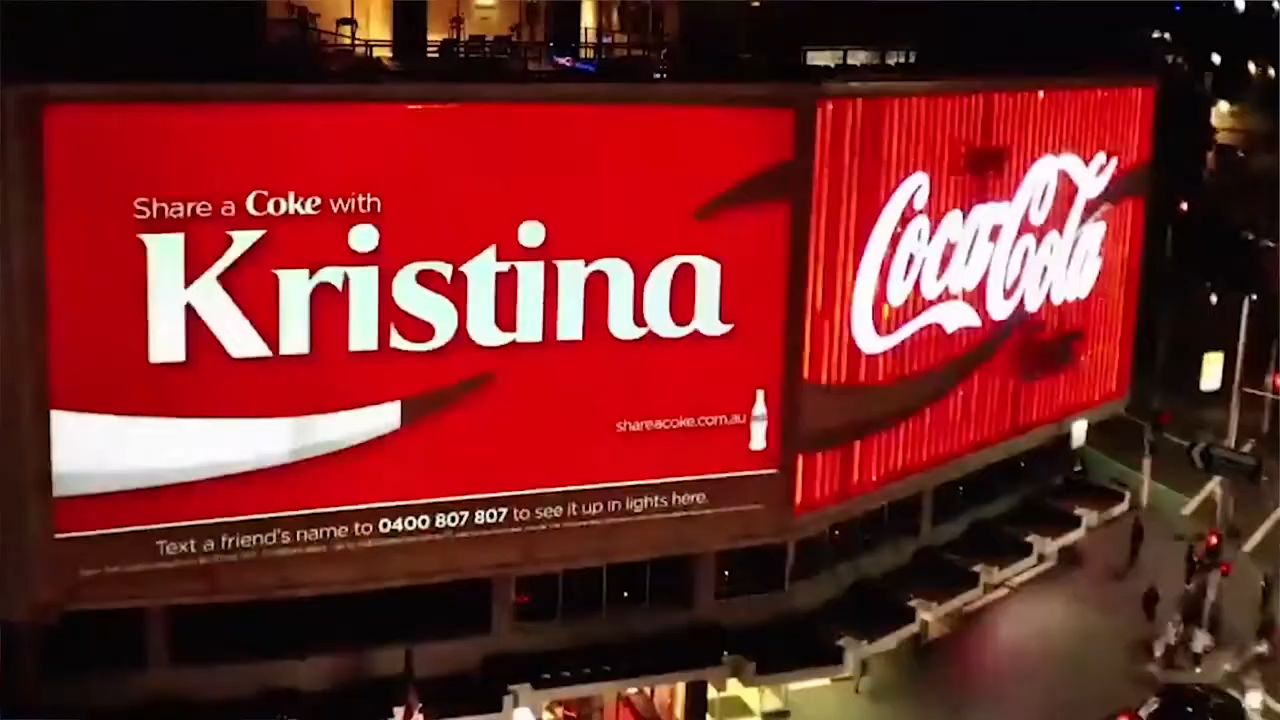 Share a Coke with
Kristina
shareacoke.com.au
Text a friend's name to 0400 807 807 to see it up in lights here.
Coca-Cola